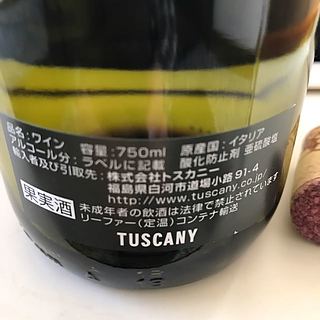 品名：ワイン 容量：750ml 原産国：イタリア
アルコール分：ラベルに記載 酸化防止剤 亜硫酸塩
輸入者及び引取先：株式会社トスカニー
福島県白河市道場小路 91-4
http://www.tuscany.co.jp/
果実酒
未成年者の飲酒は法律で禁止されています
リーファー(定温)コンテナ輸送
TUSCANY